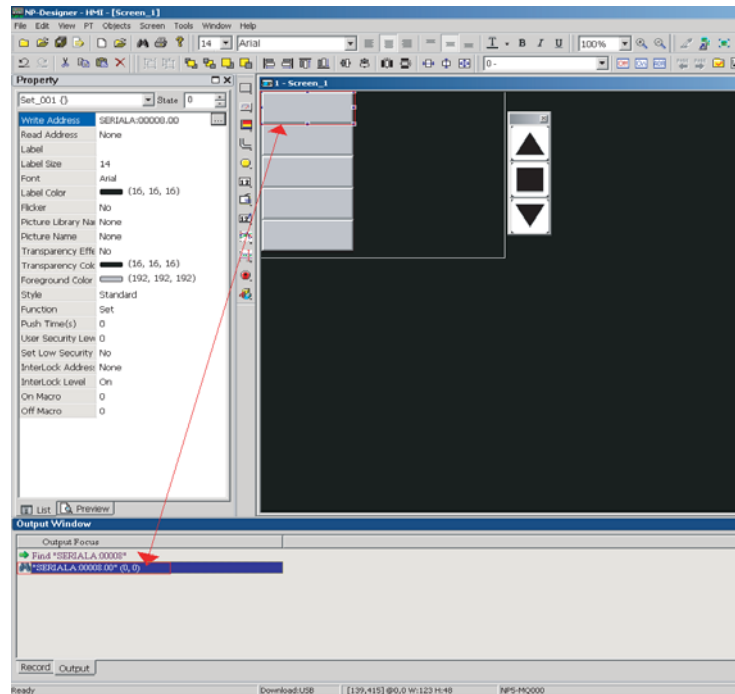 NP-Designer - HMI - [Screen_1]
File Edit View PT Objects Screen Tools Window Help
14 Arial B I U 100%
0 -
Property
1 - Screen_1
Set_001 {} State 0
Write Address SERIALA:00008.00 ...
Read Address None
Label
Label Size 14
Font Arial
Label Color (16, 16, 16)
Flicker No
Picture Library Nar None
Picture Name None
Transparency Effe No
Transparency Colo (16, 16, 16)
Foreground Color (192, 192, 192)
Style Standard
Function Set
Push Time(s) 0
User Security Lev 0
Set Low Security No
InterLock Address None
InterLock Level On
On Macro 0
Off Macro 0
List Preview
Output Window
Output Focus
Find "SERIALA:00008"
"SERIALA:00008.00" (0, 0)
Record Output
Ready Download:USB [139,415] @0,0 W:123 H:48 NP5-MQ000